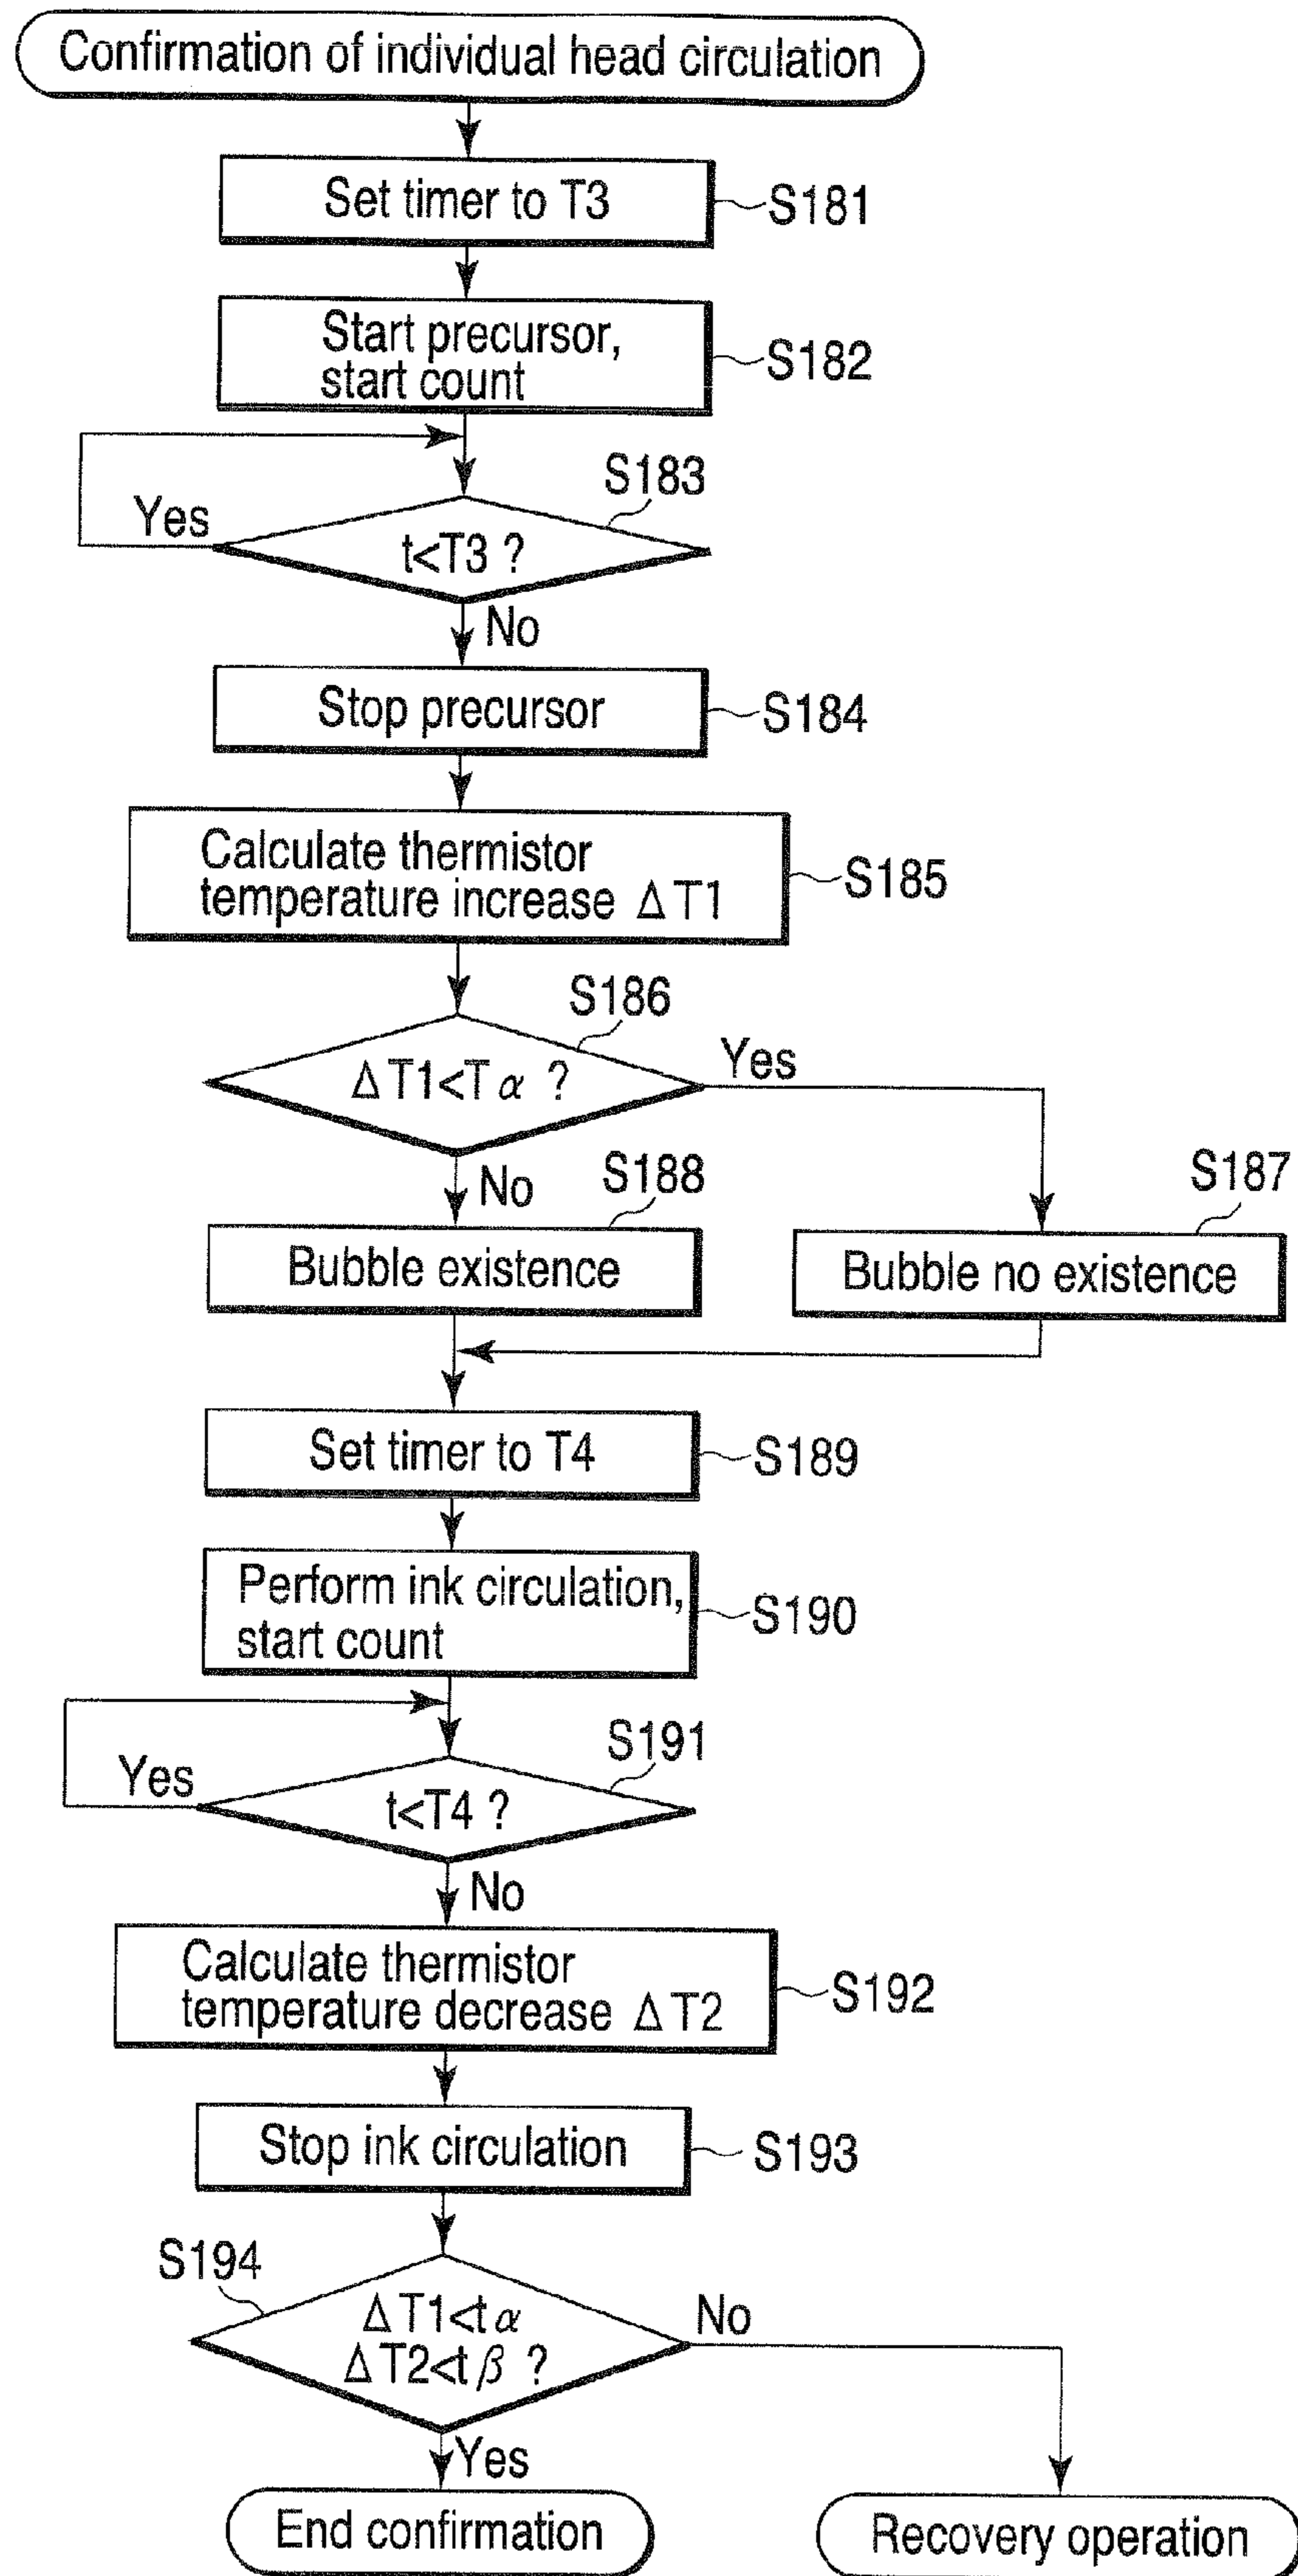 Confirmation of individual head circulation
Set timer to T3
S181
Start precursor,
start count
S182
S183
Yes
t<T3 ?
No
Stop precursor
S184
Calculate thermistor
temperature increase ΔT1
S185
S186
ΔT1<Tα ?
Yes
No
S188
S187
Bubble existence
Bubble no existence
Set timer to T4
S189
Perform ink circulation,
start count
S190
S191
Yes
t<T4 ?
No
Calculate thermistor
temperature decrease ΔT2
S192
Stop ink circulation
S193
S194
ΔT1<tα
ΔT2<tβ ?
No
Yes
End confirmation
Recovery operation